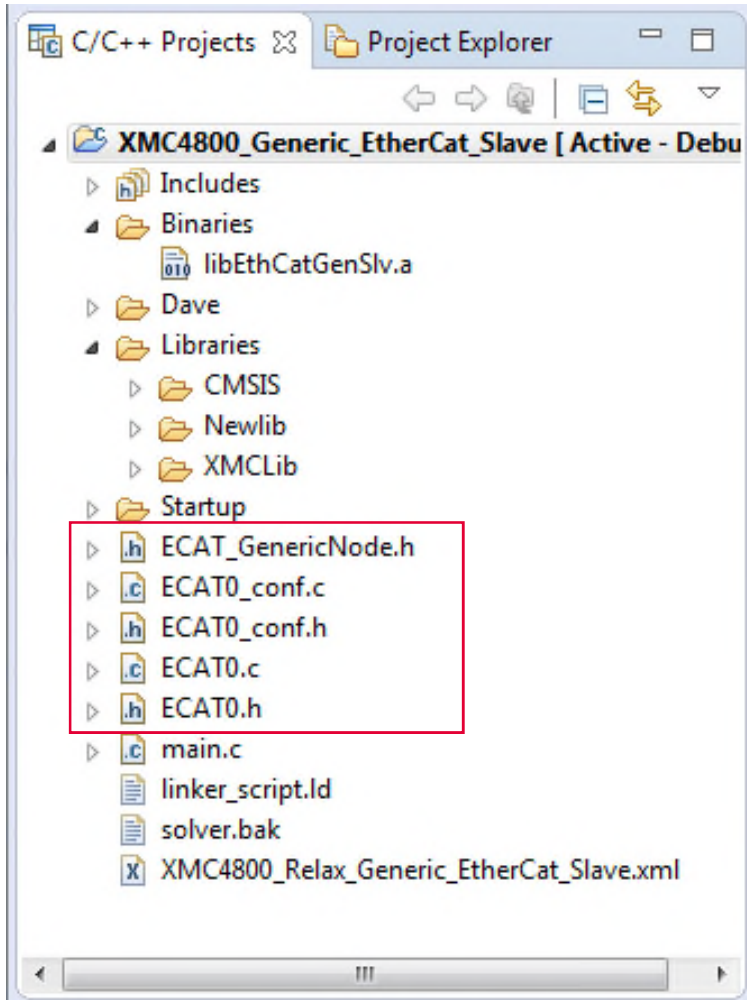 C/C++ Projects Project Explorer
XMC4800_Generic_EtherCat_Slave [ Active - Debu
Includes
Binaries
libEthCatGenSlv.a
Dave
Libraries
CMSIS
Newlib
XMCLib
Startup
ECAT_GenericNode.h
ECAT0_conf.c
ECAT0_conf.h
ECAT0.c
ECAT0.h
main.c
linker_script.ld
solver.bak
XMC4800_Relax_Generic_EtherCat_Slave.xml